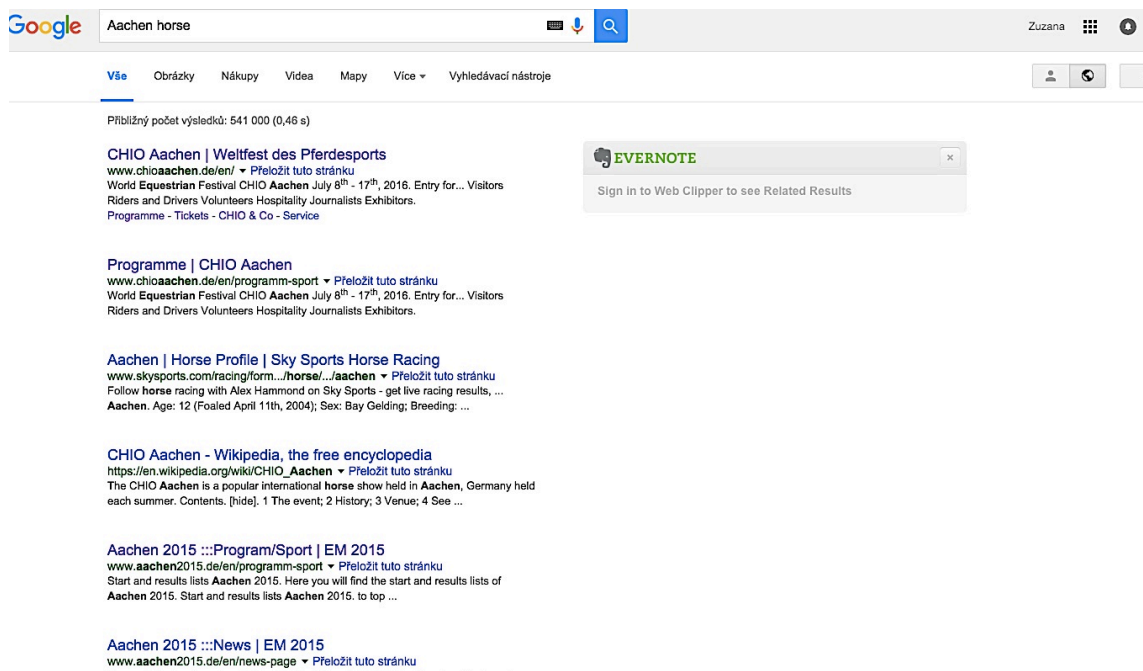 Google Aachen horse Zuzana
Vše Obrázky Nákupy Videa Mapy Více Vyhledávací nástroje
Přibližný počet výsledků: 541 000 (0,46 s)
CHIO Aachen | Weltfest des Pferdesports
www.chioaachen.de/en/ Přeložit tuto stránku
World Equestrian Festival CHIO Aachen July 8th - 17th, 2016. Entry for... Visitors
Riders and Drivers Volunteers Hospitality Journalists Exhibitors.
Programme - Tickets - CHIO & Co - Service
EVERNOTE ×
Sign in to Web Clipper to see Related Results
Programme | CHIO Aachen
www.chioaachen.de/en/programm-sport Přeložit tuto stránku
World Equestrian Festival CHIO Aachen July 8th - 17th, 2016. Entry for... Visitors
Riders and Drivers Volunteers Hospitality Journalists Exhibitors.
Aachen | Horse Profile | Sky Sports Horse Racing
www.skysports.com/racing/form.../horse/.../aachen Přeložit tuto stránku
Follow horse racing with Alex Hammond on Sky Sports - get live racing results, ...
Aachen. Age: 12 (Foaled April 11th, 2004); Sex: Bay Gelding; Breeding: ...
CHIO Aachen - Wikipedia, the free encyclopedia
https://en.wikipedia.org/wiki/CHIO_Aachen Přeložit tuto stránku
The CHIO Aachen is a popular international horse show held in Aachen, Germany held
each summer. Contents. [hide]. 1 The event; 2 History; 3 Venue; 4 See ...
Aachen 2015 :::Program/Sport | EM 2015
www.aachen2015.de/en/programm-sport Přeložit tuto stránku
Start and results lists Aachen 2015. Here you will find the start and results lists of
Aachen 2015. Start and results lists Aachen 2015. to top ...
Aachen 2015 :::News | EM 2015
www.aachen2015.de/en/news-page Přeložit tuto stránku